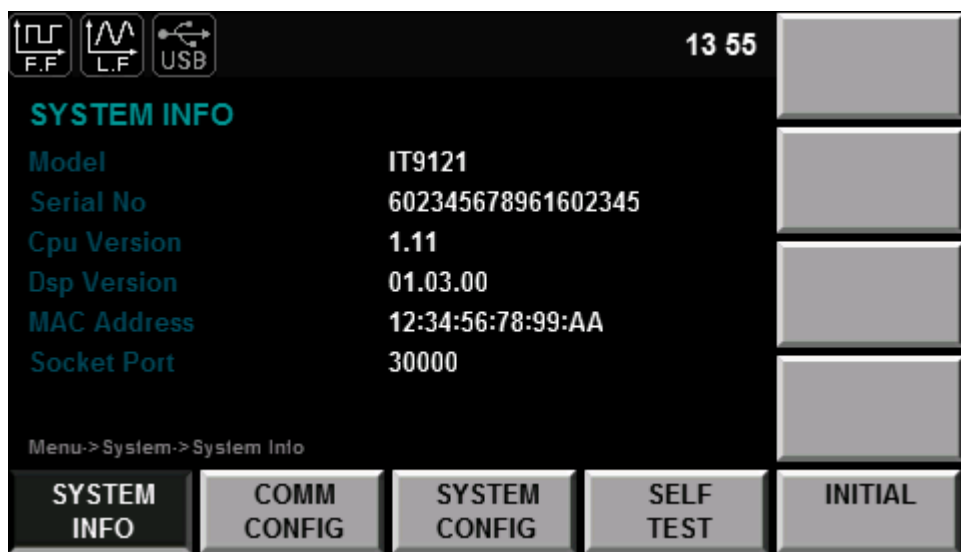 F.F L.F USB 13 55
SYSTEM INFO
Model IT9121
Serial No 602345678961602345
Cpu Version 1.11
Dsp Version 01.03.00
MAC Address 12:34:56:78:99:AA
Socket Port 30000
Menu->System->System Info
SYSTEM INFO
COMM CONFIG
SYSTEM CONFIG
SELF TEST
INITIAL